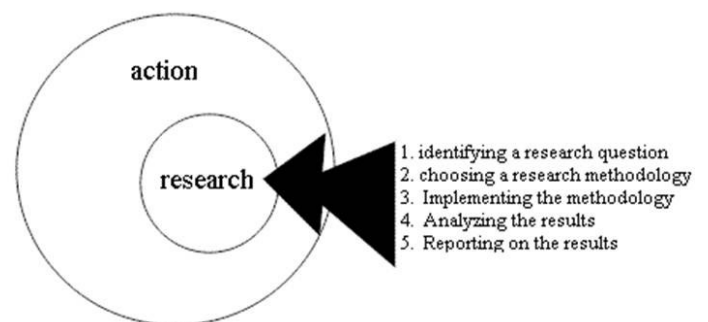 action
research
1. identifying a research question
2. choosing a research methodology
3. Implementing the methodology
4. Analyzing the results
5. Reporting on the results